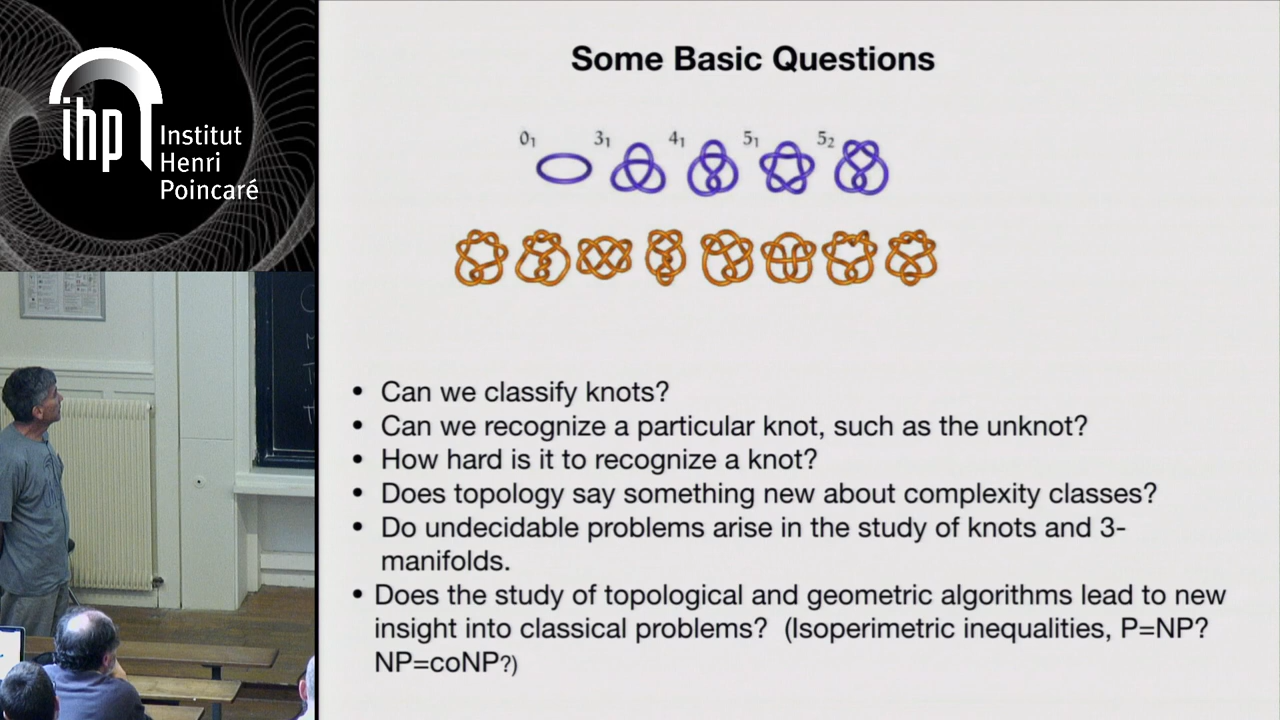 ihp
Institut
Henri
Poincaré
Some Basic Questions
0₁ 3₁ 4₁ 5₁ 5₂
• Can we classify knots?
• Can we recognize a particular knot, such as the unknot?
• How hard is it to recognize a knot?
• Does topology say something new about complexity classes?
• Do undecidable problems arise in the study of knots and 3-
manifolds.
• Does the study of topological and geometric algorithms lead to new
insight into classical problems? (Isoperimetric inequalities, P=NP?
NP=coNP?)